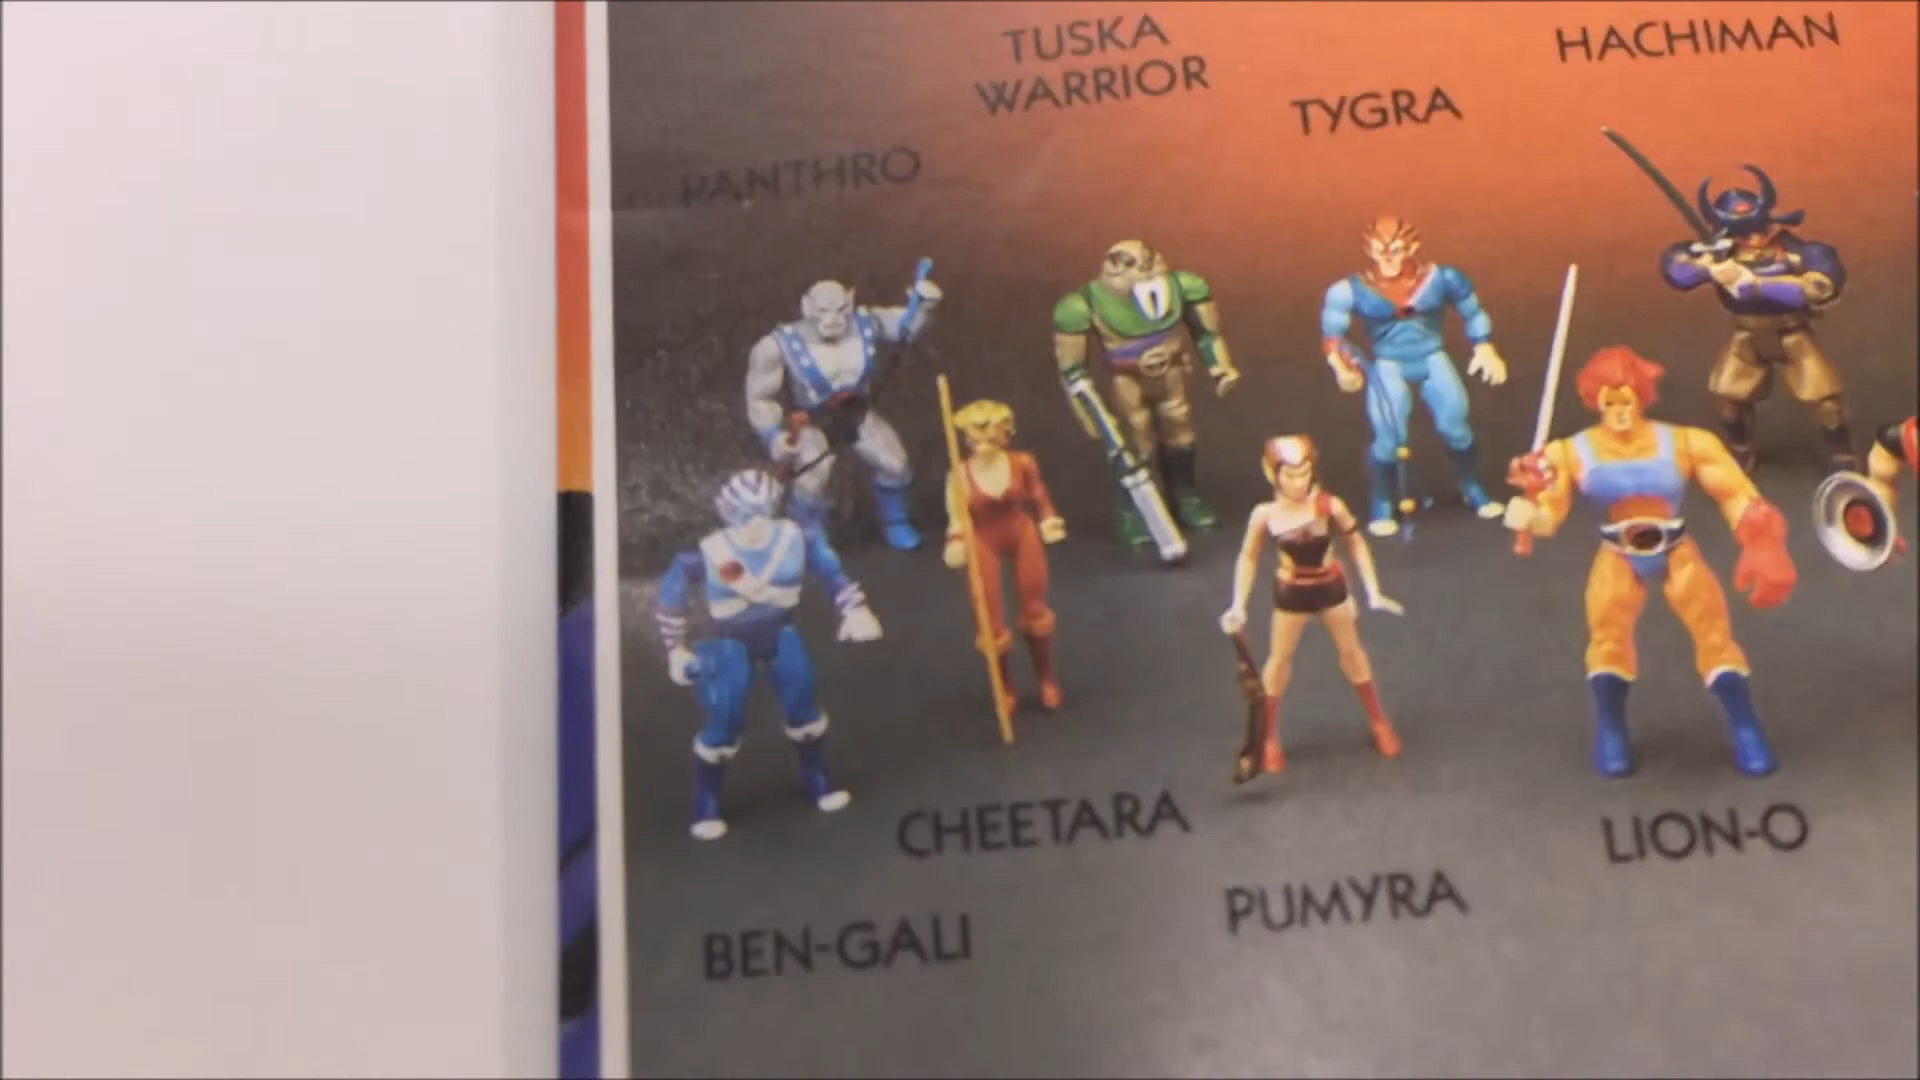 TUSKA
WARRIOR
HACHIMAN
TYGRA
PANTHRO
CHEETARA
LION-O
PUMYRA
BEN-GALI